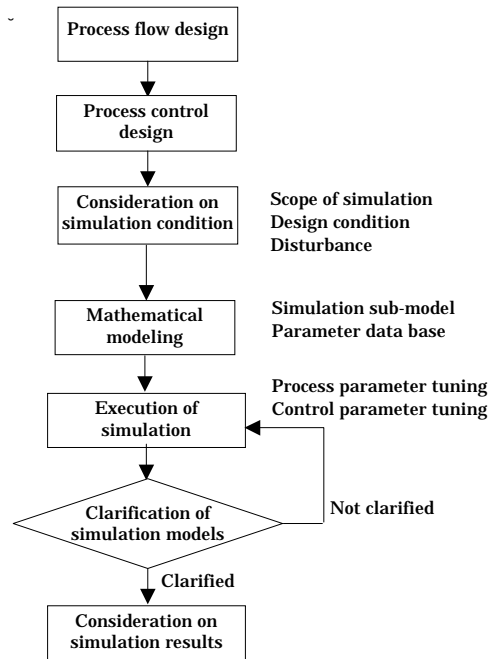 Process flow design
Process control
design
Consideration on
simulation condition
Scope of simulation
Design condition
Disturbance
Mathematical
modeling
Simulation sub-model
Parameter data base
Process parameter tuning
Control parameter tuning
Execution of
simulation
Clarification of
simulation models
Not clarified
Clarified
Consideration on
simulation results